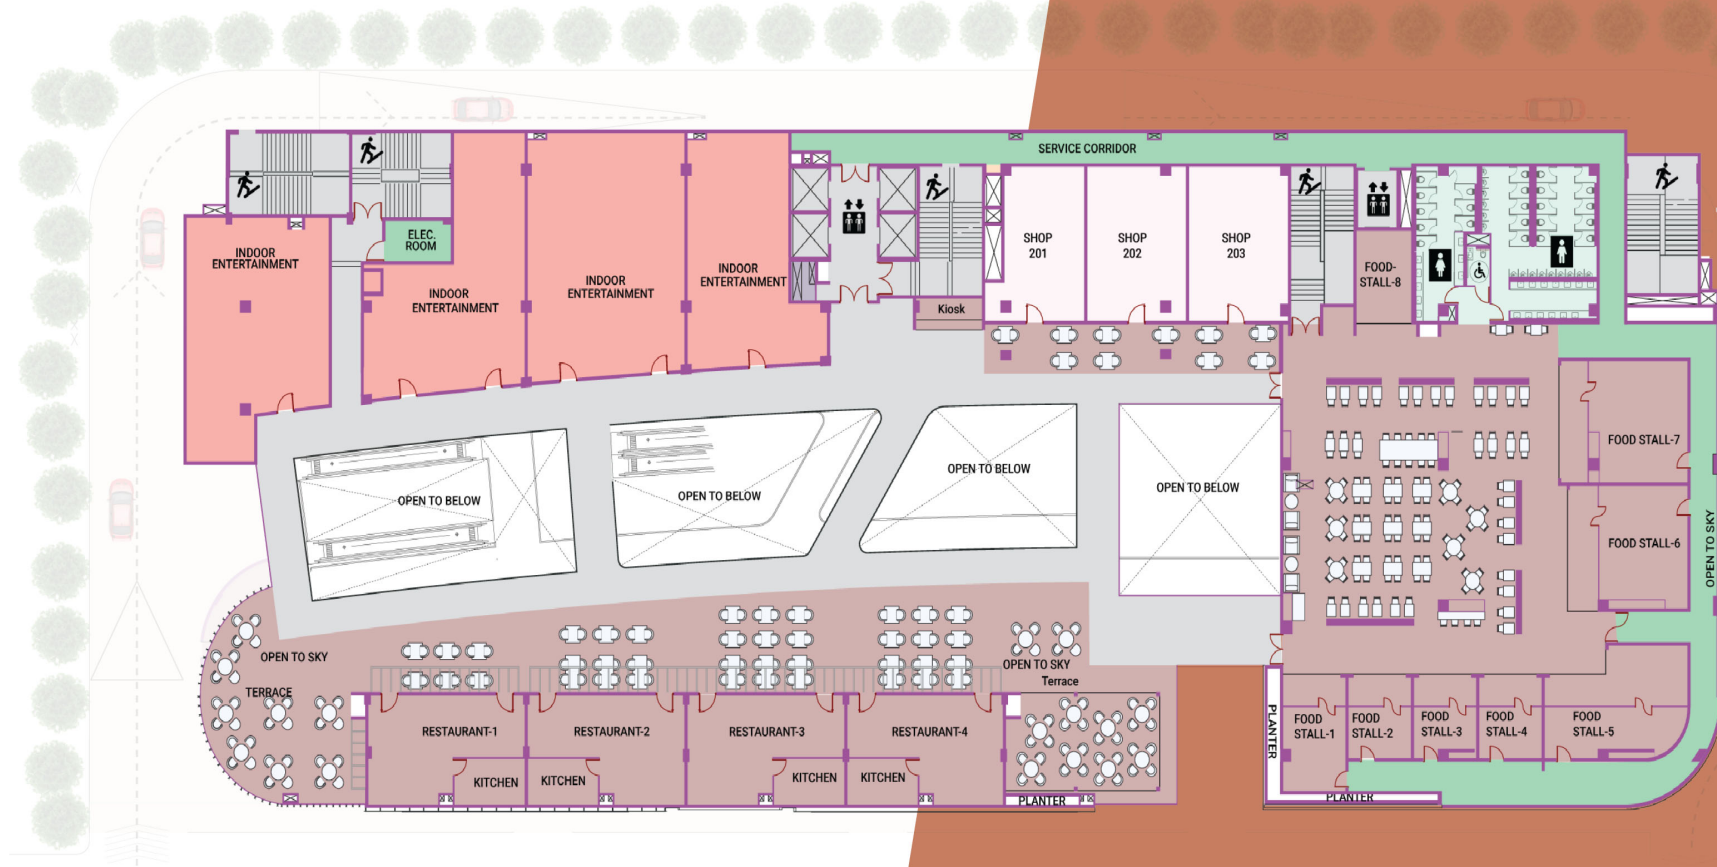 SERVICE CORRIDOR
ELEC.
ROOM
INDOOR
ENTERTAINMENT
INDOOR
ENTERTAINMENT
INDOOR
ENTERTAINMENT
INDOOR
ENTERTAINMENT
SHOP
201
SHOP
202
SHOP
203
FOOD-
STALL-8
Kiosk
OPEN TO BELOW
OPEN TO BELOW
OPEN TO BELOW
OPEN TO BELOW
FOOD STALL-7
FOOD STALL-6
OPEN TO SKY
OPEN TO SKY
TERRACE
OPEN TO SKY
Terrace
RESTAURANT-1
RESTAURANT-2
RESTAURANT-3
RESTAURANT-4
KITCHEN
KITCHEN
KITCHEN
KITCHEN
PLANTER
PLANTER
FOOD
STALL-1
FOOD
STALL-2
FOOD
STALL-3
FOOD
STALL-4
FOOD
STALL-5
PLANTER